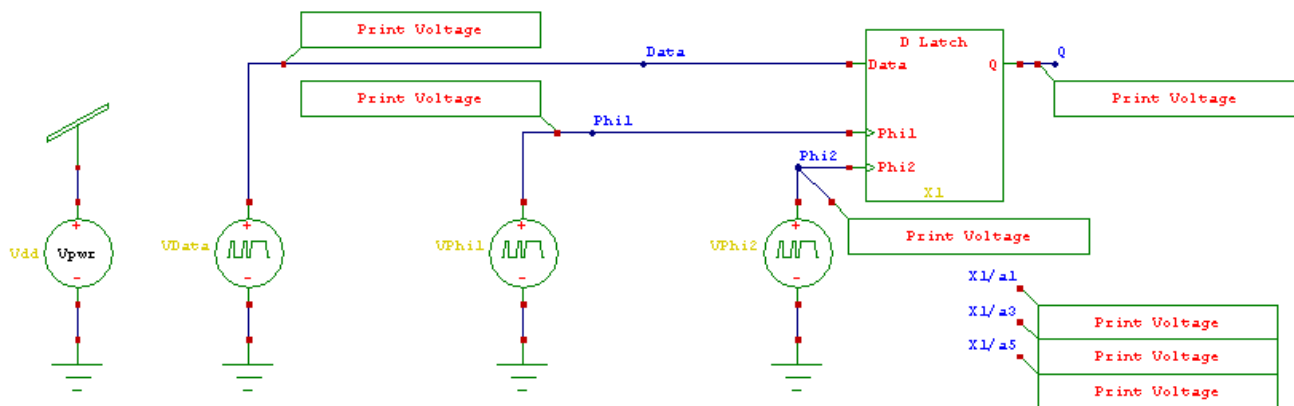 Print Voltage
D Latch
Data
Q
Data
Q
Print Voltage
Print Voltage
Phi1
Phi1
Phi2
Phi2
X1
Print Voltage
Vdd
Vpwr
VData
VPhi1
VPhi2
X1/a1
Print Voltage
X1/a3
Print Voltage
X1/a5
Print Voltage